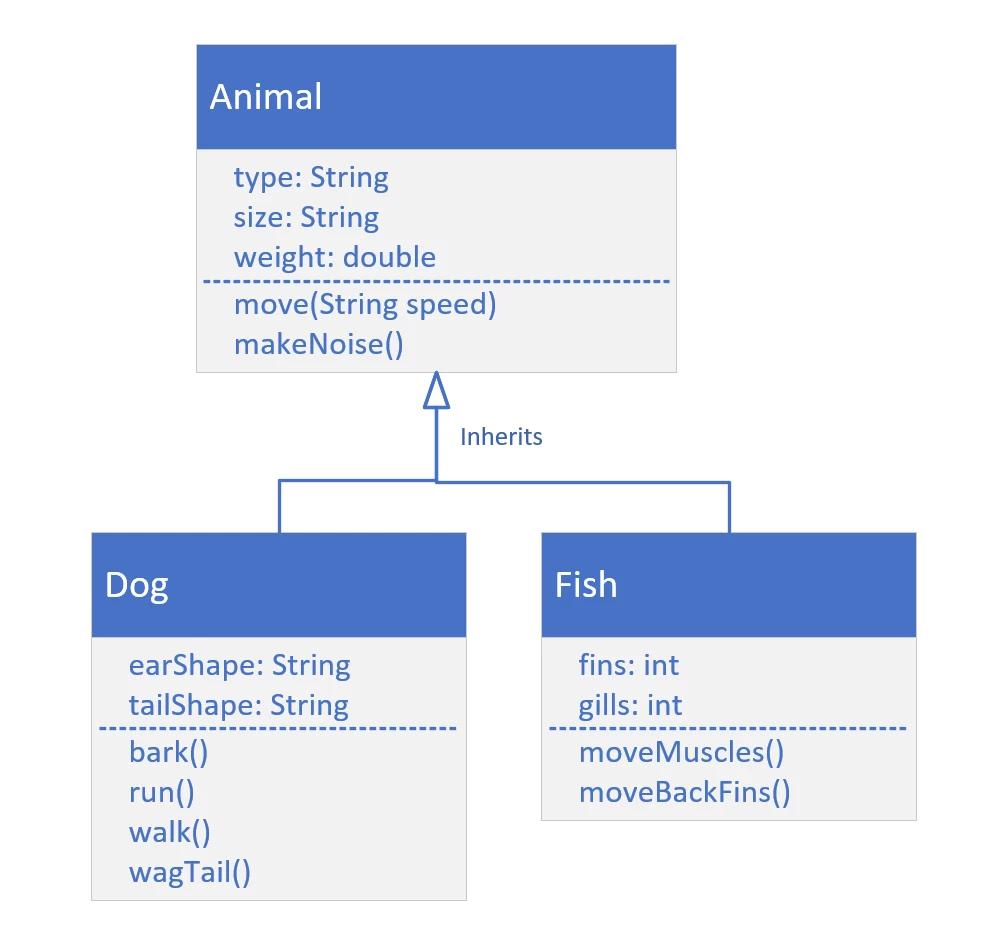 Animal
type: String
size: String
weight: double
move(String speed)
makeNoise()
Inherits
Dog
earShape: String
tailShape: String
bark()
run()
walk()
wagTail()
Fish
fins: int
gills: int
moveMuscles()
moveBackFins()